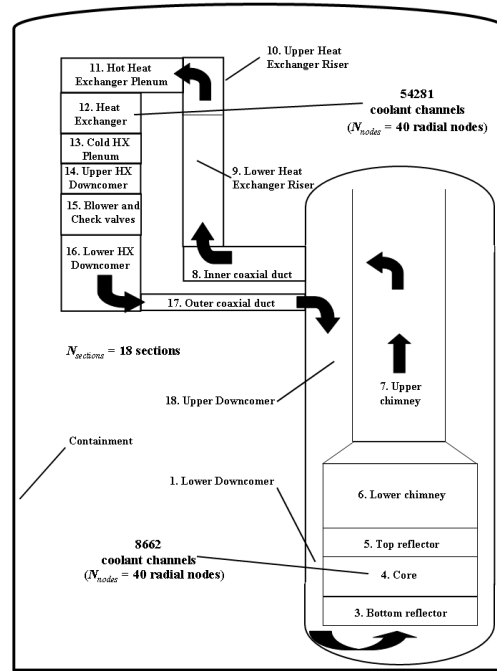 10. Upper Heat
Exchanger Riser
11. Hot Heat
Exchanger Plenum
54281
coolant channels
(Nnodes = 40 radial nodes)
12. Heat
Exchanger
13. Cold HX
Plenum
14. Upper HX
Downcomer
9. Lower Heat
Exchanger Riser
15. Blower and
Check valves
16. Lower HX
Downcomer
8. Inner coaxial duct
17. Outer coaxial duct
Nsections = 18 sections
7. Upper
chimney
18. Upper Downcomer
Containment
1. Lower Downcomer
6. Lower chimney
8662
coolant channels
(Nnodes = 40 radial nodes)
5. Top reflector
4. Core
3. Bottom reflector